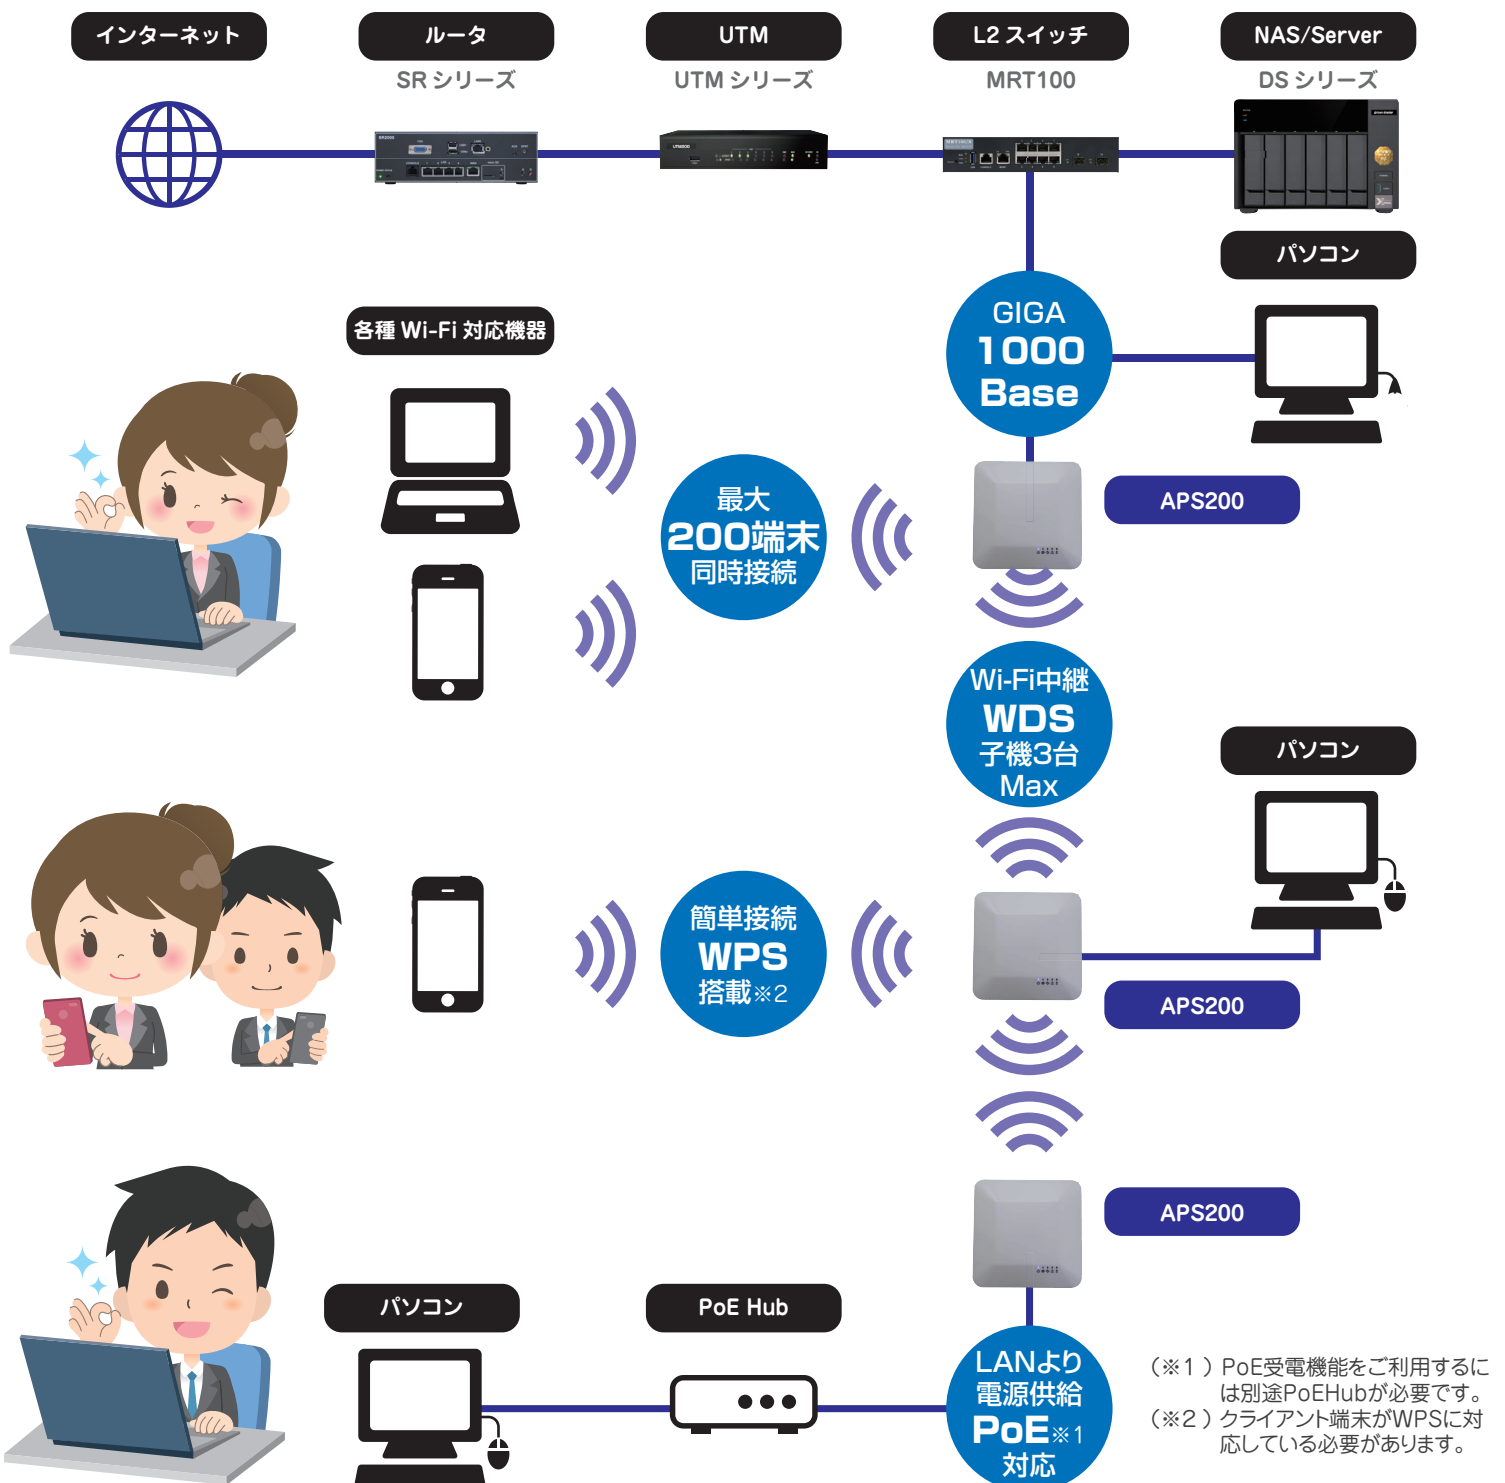 インターネット
ルータ
UTM
L2 スイッチ
NAS/Server
SR シリーズ
UTM シリーズ
MRT100
DS シリーズ
パソコン
GIGA
1000
Base
各種 Wi-Fi 対応機器
APS200
最大
200端末
同時接続
Wi-Fi中継
WDS
子機3台
Max
パソコン
簡単接続
WPS
搭載※2
APS200
APS200
パソコン
PoE Hub
LANより
電源供給
PoE※1
対応
（※1）PoE受電機能をご利用するに
は別途PoEHubが必要です。
（※2）クライアント端末がWPSに対
応している必要があります。